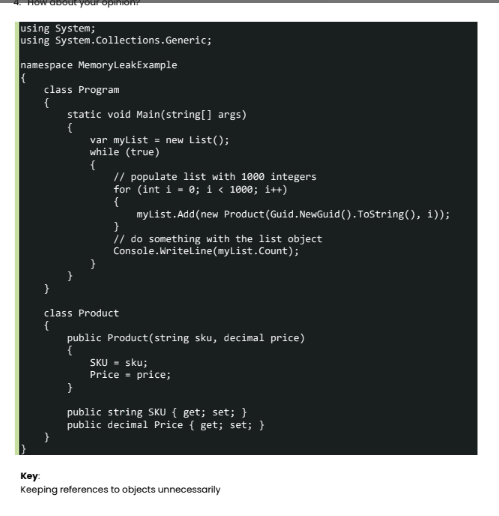 4. How about your opinion?
using System;
using System.Collections.Generic;
namespace MemoryLeakExample
{
class Program
{
static void Main(string[] args)
{
var myList = new List();
while (true)
{
// populate list with 1000 integers
for (int i = 0; i < 1000; i++)
{
myList.Add(new Product(Guid.NewGuid().ToString(), i));
}
// do something with the list object
Console.WriteLine(myList.Count);
}
}
}
class Product
{
public Product(string sku, decimal price)
{
SKU = sku;
Price = price;
}
public string SKU { get; set; }
public decimal Price { get; set; }
}
}
Key:
Keeping references to objects unnecessarily